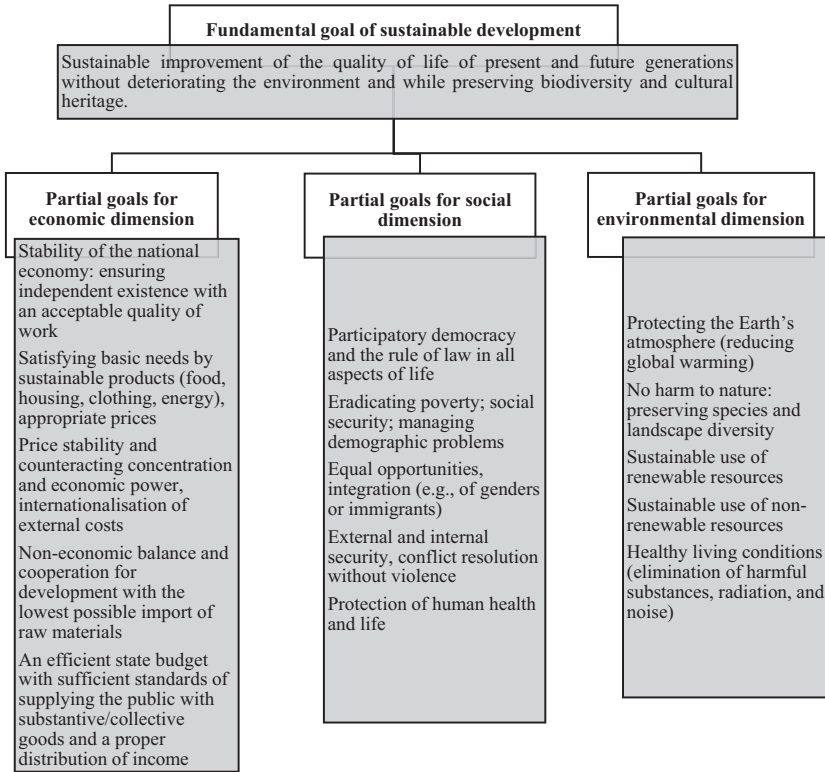 Fundamental goal of sustainable development
Sustainable improvement of the quality of life of present and future generations
without deteriorating the environment and while preserving biodiversity and cultural
heritage.
Partial goals for
economic dimension
Stability of the national
economy: ensuring
independent existence with
an acceptable quality of
work
Satisfying basic needs by
sustainable products (food,
housing, clothing, energy),
appropriate prices
Price stability and
counteracting concentration
and economic power,
internationalisation of
external costs
Non-economic balance and
cooperation for
development with the
lowest possible import of
raw materials
An efficient state budget
with sufficient standards of
supplying the public with
substantive/collective
goods and a proper
distribution of income
Partial goals for social
dimension
Participatory democracy
and the rule of law in all
aspects of life
Eradicating poverty; social
security; managing
demographic problems
Equal opportunities,
integration (e.g., of genders
or immigrants)
External and internal
security, conflict resolution
without violence
Protection of human health
and life
Partial goals for
environmental dimension
Protecting the Earth's
atmosphere (reducing
global warming)
No harm to nature:
preserving species and
landscape diversity
Sustainable use of
renewable resources
Sustainable use of non-
renewable resources
Healthy living conditions
(elimination of harmful
substances, radiation, and
noise)